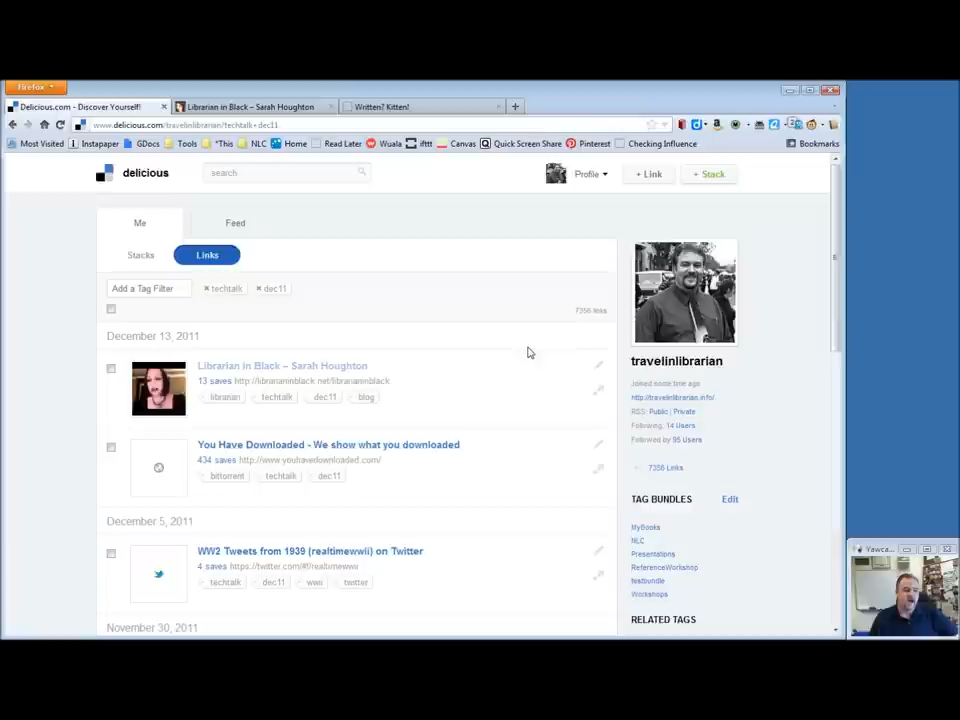 Firefox
Delicious.com - Discover Yourself!
Librarian in Black – Sarah Houghton
Written? Kitten!
www.delicious.com/travelinlibrarian/techtalk+dec11
Most Visited
Instapaper
GDocs
Tools
*This
NLC
Home
Read Later
Wuala
ifttt
Canvas
Quick Screen Share
Pinterest
Checking Influence
Bookmarks
delicious
search
Profile
+ Link
+ Stack
Me
Feed
Stacks
Links
Add a Tag Filter
techtalk
dec11
7356 links
December 13, 2011
Librarian in Black – Sarah Houghton
13 saves http://librarianinblack.net/librarianinblack
librarian
techtalk
dec11
blog
You Have Downloaded - We show what you downloaded
434 saves http://www.youhavedownloaded.com/
bittorrent
techtalk
dec11
December 5, 2011
WW2 Tweets from 1939 (realtimewwii) on Twitter
4 saves https://twitter.com/#!/realtimewwii
techtalk
dec11
wwii
twitter
November 30, 2011
travelinlibrarian
Joined some time ago
http://travelinlibrarian.info/
RSS: Public | Private
Following: 14 Users
Followed by 95 Users
7356 Links
TAG BUNDLES
Edit
MyBooks
NLC
Presentations
ReferenceWorkshop
testbundle
Workshops
RELATED TAGS
Yawca...